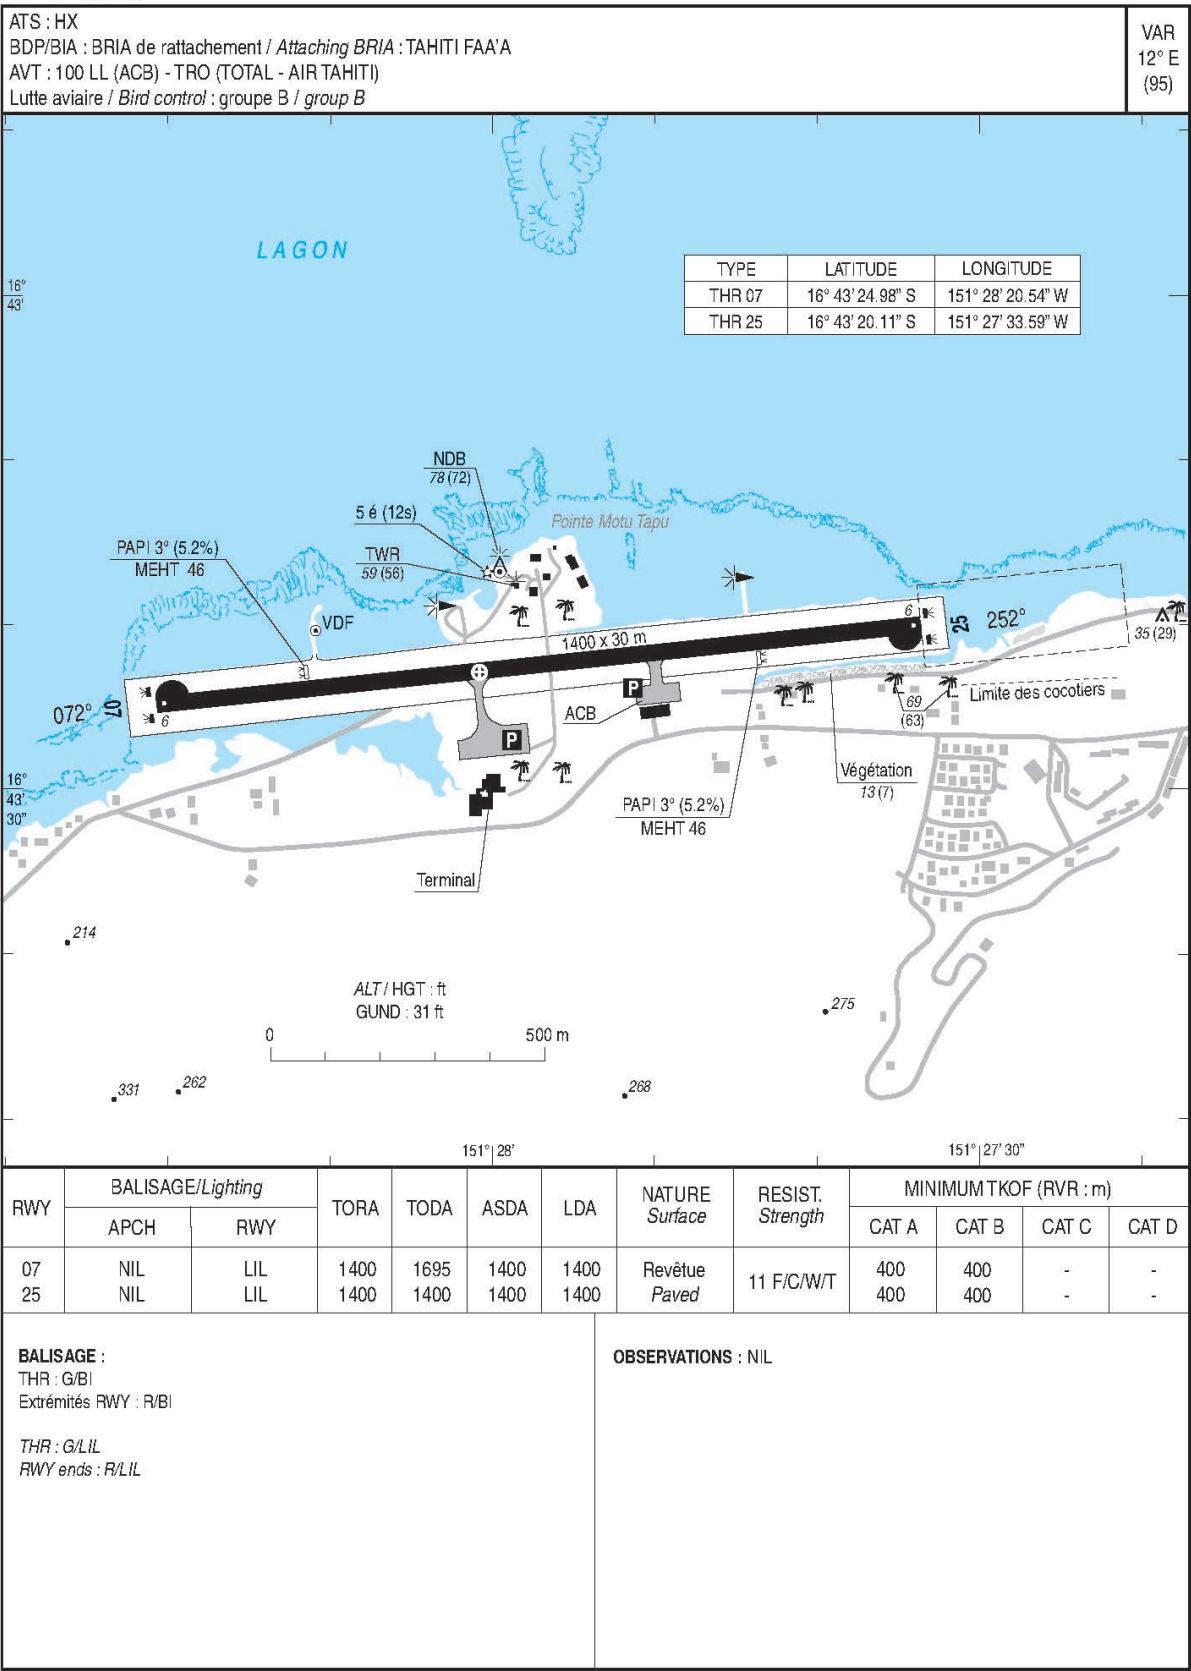 ATS : HX
BDP/BIA : BRIA de rattachement / Attaching BRIA : TAHITI FAA'A
AVT : 100 LL (ACB) - TRO (TOTAL - AIR TAHITI)
Lutte aviaire / Bird control : groupe B / group B
VAR
12° E
(95)
LAGON
16°
43'
TYPE LATITUDE LONGITUDE
THR 07 16° 43' 24.98" S 151° 28' 20.54" W
THR 25 16° 43' 20.11" S 151° 27' 33.59" W
NDB
78 (72)
5 é (12s)
Pointe Motu Tapu
PAPI 3° (5.2%)
MEHT 46
TWR
59 (56)
VDF
1400 x 30 m
6
25
252°
35 (29)
072°
07
6
P
ACB
P
69
(63)
Limite des cocotiers
16°
43'
30"
Végétation
13 (7)
PAPI 3° (5.2%)
MEHT 46
Terminal
214
ALT / HGT : ft
GUND : 31 ft
0 500 m
275
331
262
268
151° 28'
151° 27' 30"
RWY BALISAGE/Lighting TORA TODA ASDA LDA NATURE Surface RESIST. Strength MINIMUM TKOF (RVR : m)
APCH RWY CAT A CAT B CAT C CAT D
07 NIL LIL 1400 1695 1400 1400 Revêtue 11 F/C/W/T 400 400 - -
25 NIL LIL 1400 1400 1400 1400 Paved 400 400 - -
BALISAGE :
THR : G/BI
Extrémités RWY : R/BI
THR : G/LIL
RWY ends : R/LIL
OBSERVATIONS : NIL